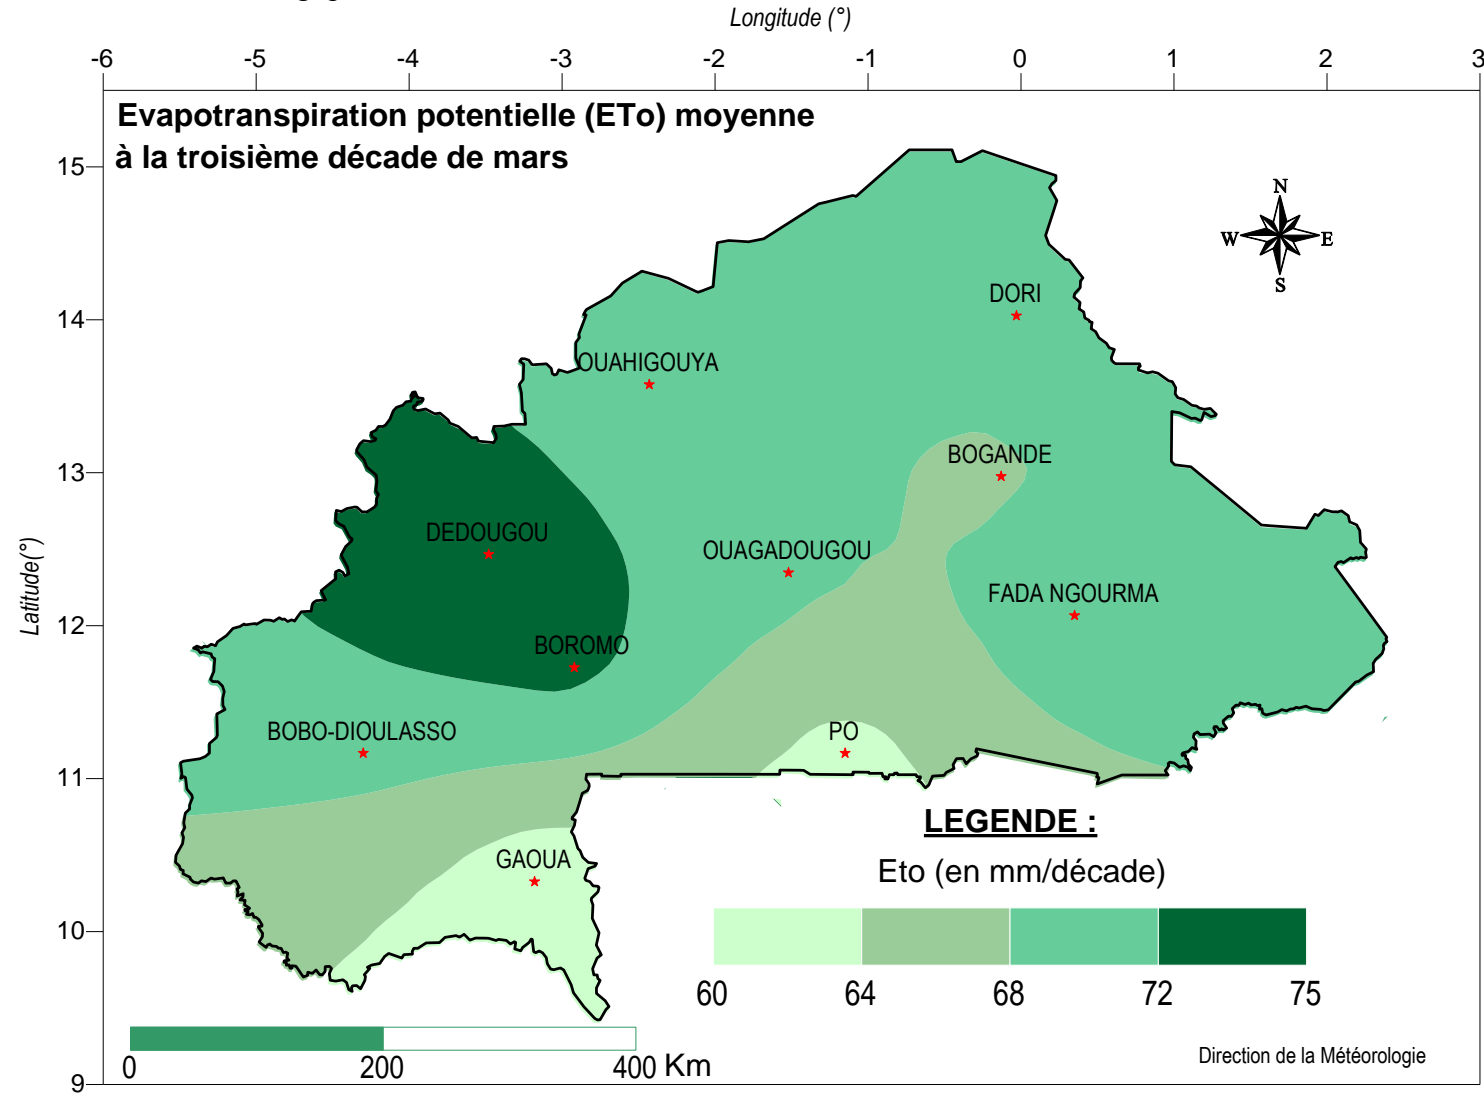 Longitude (°)
-6 -5 -4 -3 -2 -1 0 1 2 3
Evapotranspiration potentielle (ETo) moyenne
à la troisième décade de mars
15
N
W E
S
DORI
14
OUAHIGOUYA
BOGANDE
13
DEDOUGOU
OUAGADOUGOU
FADA NGOURMA
Latitude(°)
12
BOROMO
BOBO-DIOULASSO
PO
11
LEGENDE :
GAOUA
Eto (en mm/décade)
10
60 64 68 72 75
Direction de la Météorologie
0 200 400 Km
9